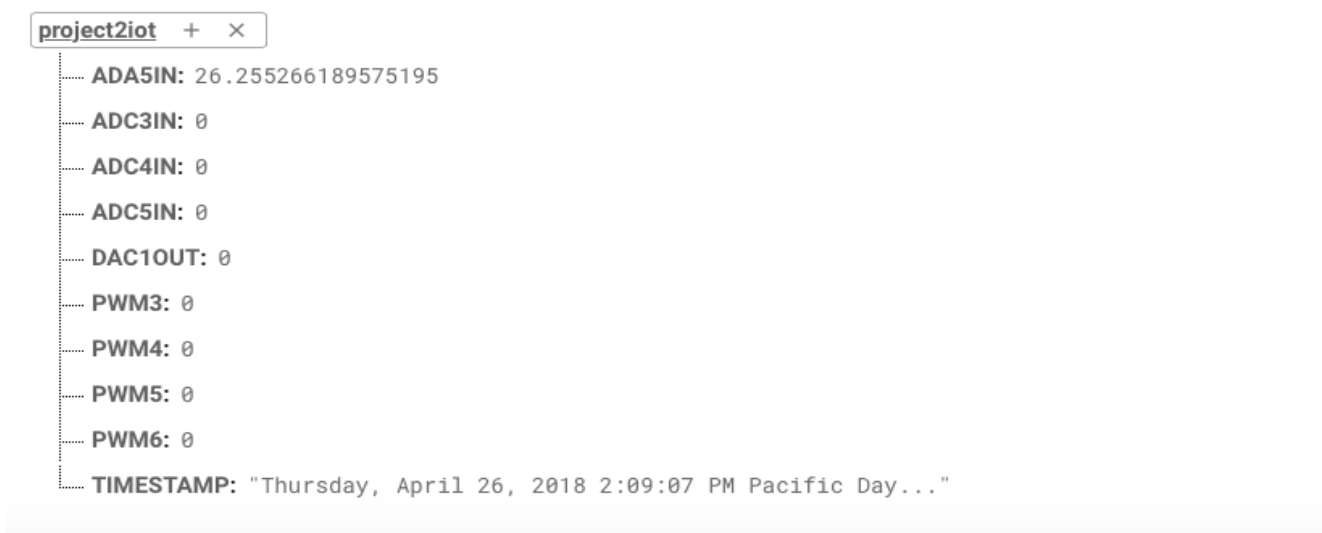 project2iot + ×
ADA5IN: 26.255266189575195
ADC3IN: 0
ADC4IN: 0
ADC5IN: 0
DAC1OUT: 0
PWM3: 0
PWM4: 0
PWM5: 0
PWM6: 0
TIMESTAMP: "Thursday, April 26, 2018 2:09:07 PM Pacific Day..."